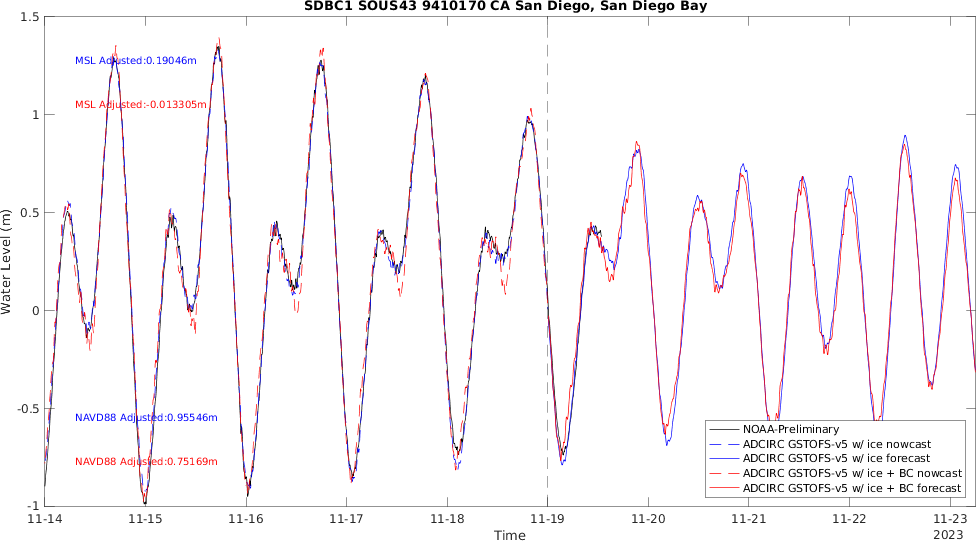 SDBC1 SOUS43 9410170 CA San Diego, San Diego Bay
1.5
MSL Adjusted:0.19046m
MSL Adjusted:-0.013305m
1
0.5
Water Level (m)
0
-0.5
NAVD88 Adjusted:0.95546m
NAVD88 Adjusted:0.75169m
NOAA-Preliminary
ADCIRC GSTOFS-v5 w/ ice nowcast
ADCIRC GSTOFS-v5 w/ ice forecast
ADCIRC GSTOFS-v5 w/ ice + BC nowcast
ADCIRC GSTOFS-v5 w/ ice + BC forecast
-1
11-14 11-15 11-16 11-17 11-18 11-19 11-20 11-21 11-22 11-23
Time
2023